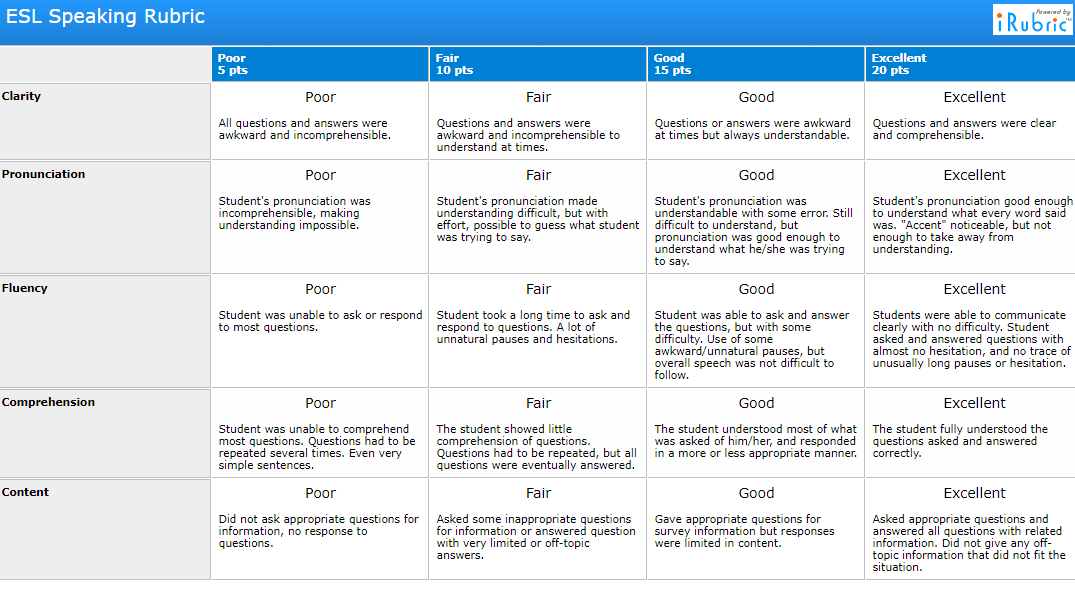 ESL Speaking Rubric
Powered by
iRubric TM
Poor
5 pts
Fair
10 pts
Good
15 pts
Excellent
20 pts
Clarity
Poor
All questions and answers were
awkward and incomprehensible.
Fair
Questions and answers were
awkward and incomprehensible to
understand at times.
Good
Questions or answers were awkward
at times but always understandable.
Excellent
Questions and answers were clear
and comprehensible.
Pronunciation
Poor
Student's pronunciation was
incomprehensible, making
understanding impossible.
Fair
Student's pronunciation made
understanding difficult, but with
effort, possible to guess what student
was trying to say.
Good
Student's pronunciation was
understandable with some error. Still
difficult to understand, but
pronunciation was good enough to
understand what he/she was trying
to say.
Excellent
Student's pronunciation good enough
to understand what every word said
was. "Accent" noticeable, but not
enough to take away from
understanding.
Fluency
Poor
Student was unable to ask or respond
to most questions.
Fair
Student took a long time to ask and
respond to questions. A lot of
unnatural pauses and hesitations.
Good
Student was able to ask and answer
the questions, but with some
difficulty. Use of some
awkward/unnatural pauses, but
overall speech was not difficult to
follow.
Excellent
Students were able to communicate
clearly with no difficulty. Student
asked and answered questions with
almost no hesitation, and no trace of
unusually long pauses or hesitation.
Comprehension
Poor
Student was unable to comprehend
most questions. Questions had to be
repeated several times. Even very
simple sentences.
Fair
The student showed little
comprehension of questions.
Questions had to be repeated, but all
questions were eventually answered.
Good
The student understood most of what
was asked of him/her, and responded
in a more or less appropriate manner.
Excellent
The student fully understood the
questions asked and answered
correctly.
Content
Poor
Did not ask appropriate questions for
information, no response to
questions.
Fair
Asked some inappropriate questions
for information or answered question
with very limited or off-topic
answers.
Good
Gave appropriate questions for
survey information but responses
were limited in content.
Excellent
Asked appropriate questions and
answered all questions with related
information. Did not give any off-
topic information that did not fit the
situation.